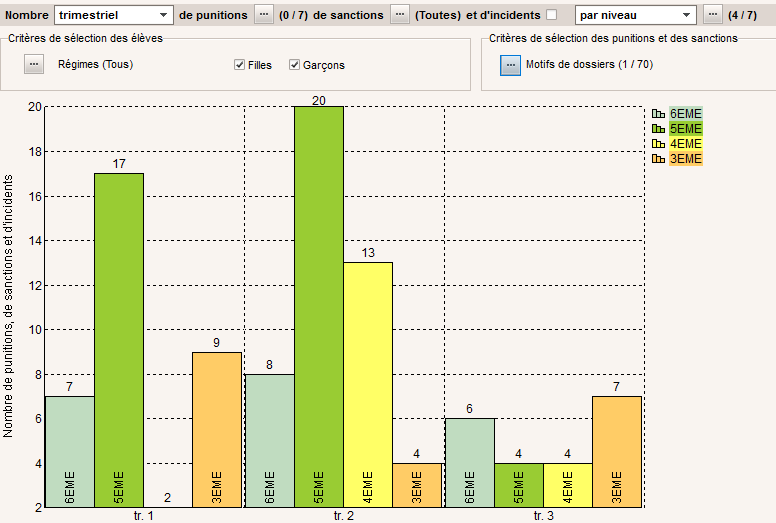 Nombre trimestriel de punitions ... (0 / 7) de sanctions ... (Toutes) et d'incidents par niveau ... (4 / 7)
Critères de sélection des élèves Critères de sélection des punitions et des sanctions
... Régimes (Tous) Filles Garçons ... Motifs de dossiers (1 / 70)
Nombre de punitions, de sanctions et d'incidents
20
18
16
14
12
10
8
6
4
2
7
17
2
9
8
20
13
4
6
4
4
7
6EME
5EME
3EME
6EME
5EME
4EME
3EME
6EME
5EME
4EME
3EME
tr. 1 tr. 2 tr. 3
6EME
5EME
4EME
3EME